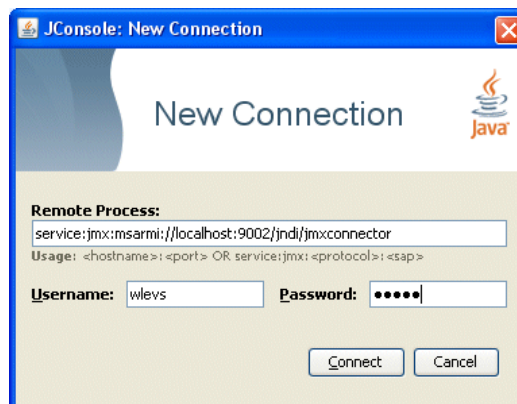 JConsole: New Connection
New Connection
Java
Remote Process:
service:jmx:msarmi://localhost:9002/jndi/jmxconnector
Usage: <hostname>:<port> OR service:jmx:<protocol>:<sap>
Username: wlevs Password: •••••
Connect Cancel